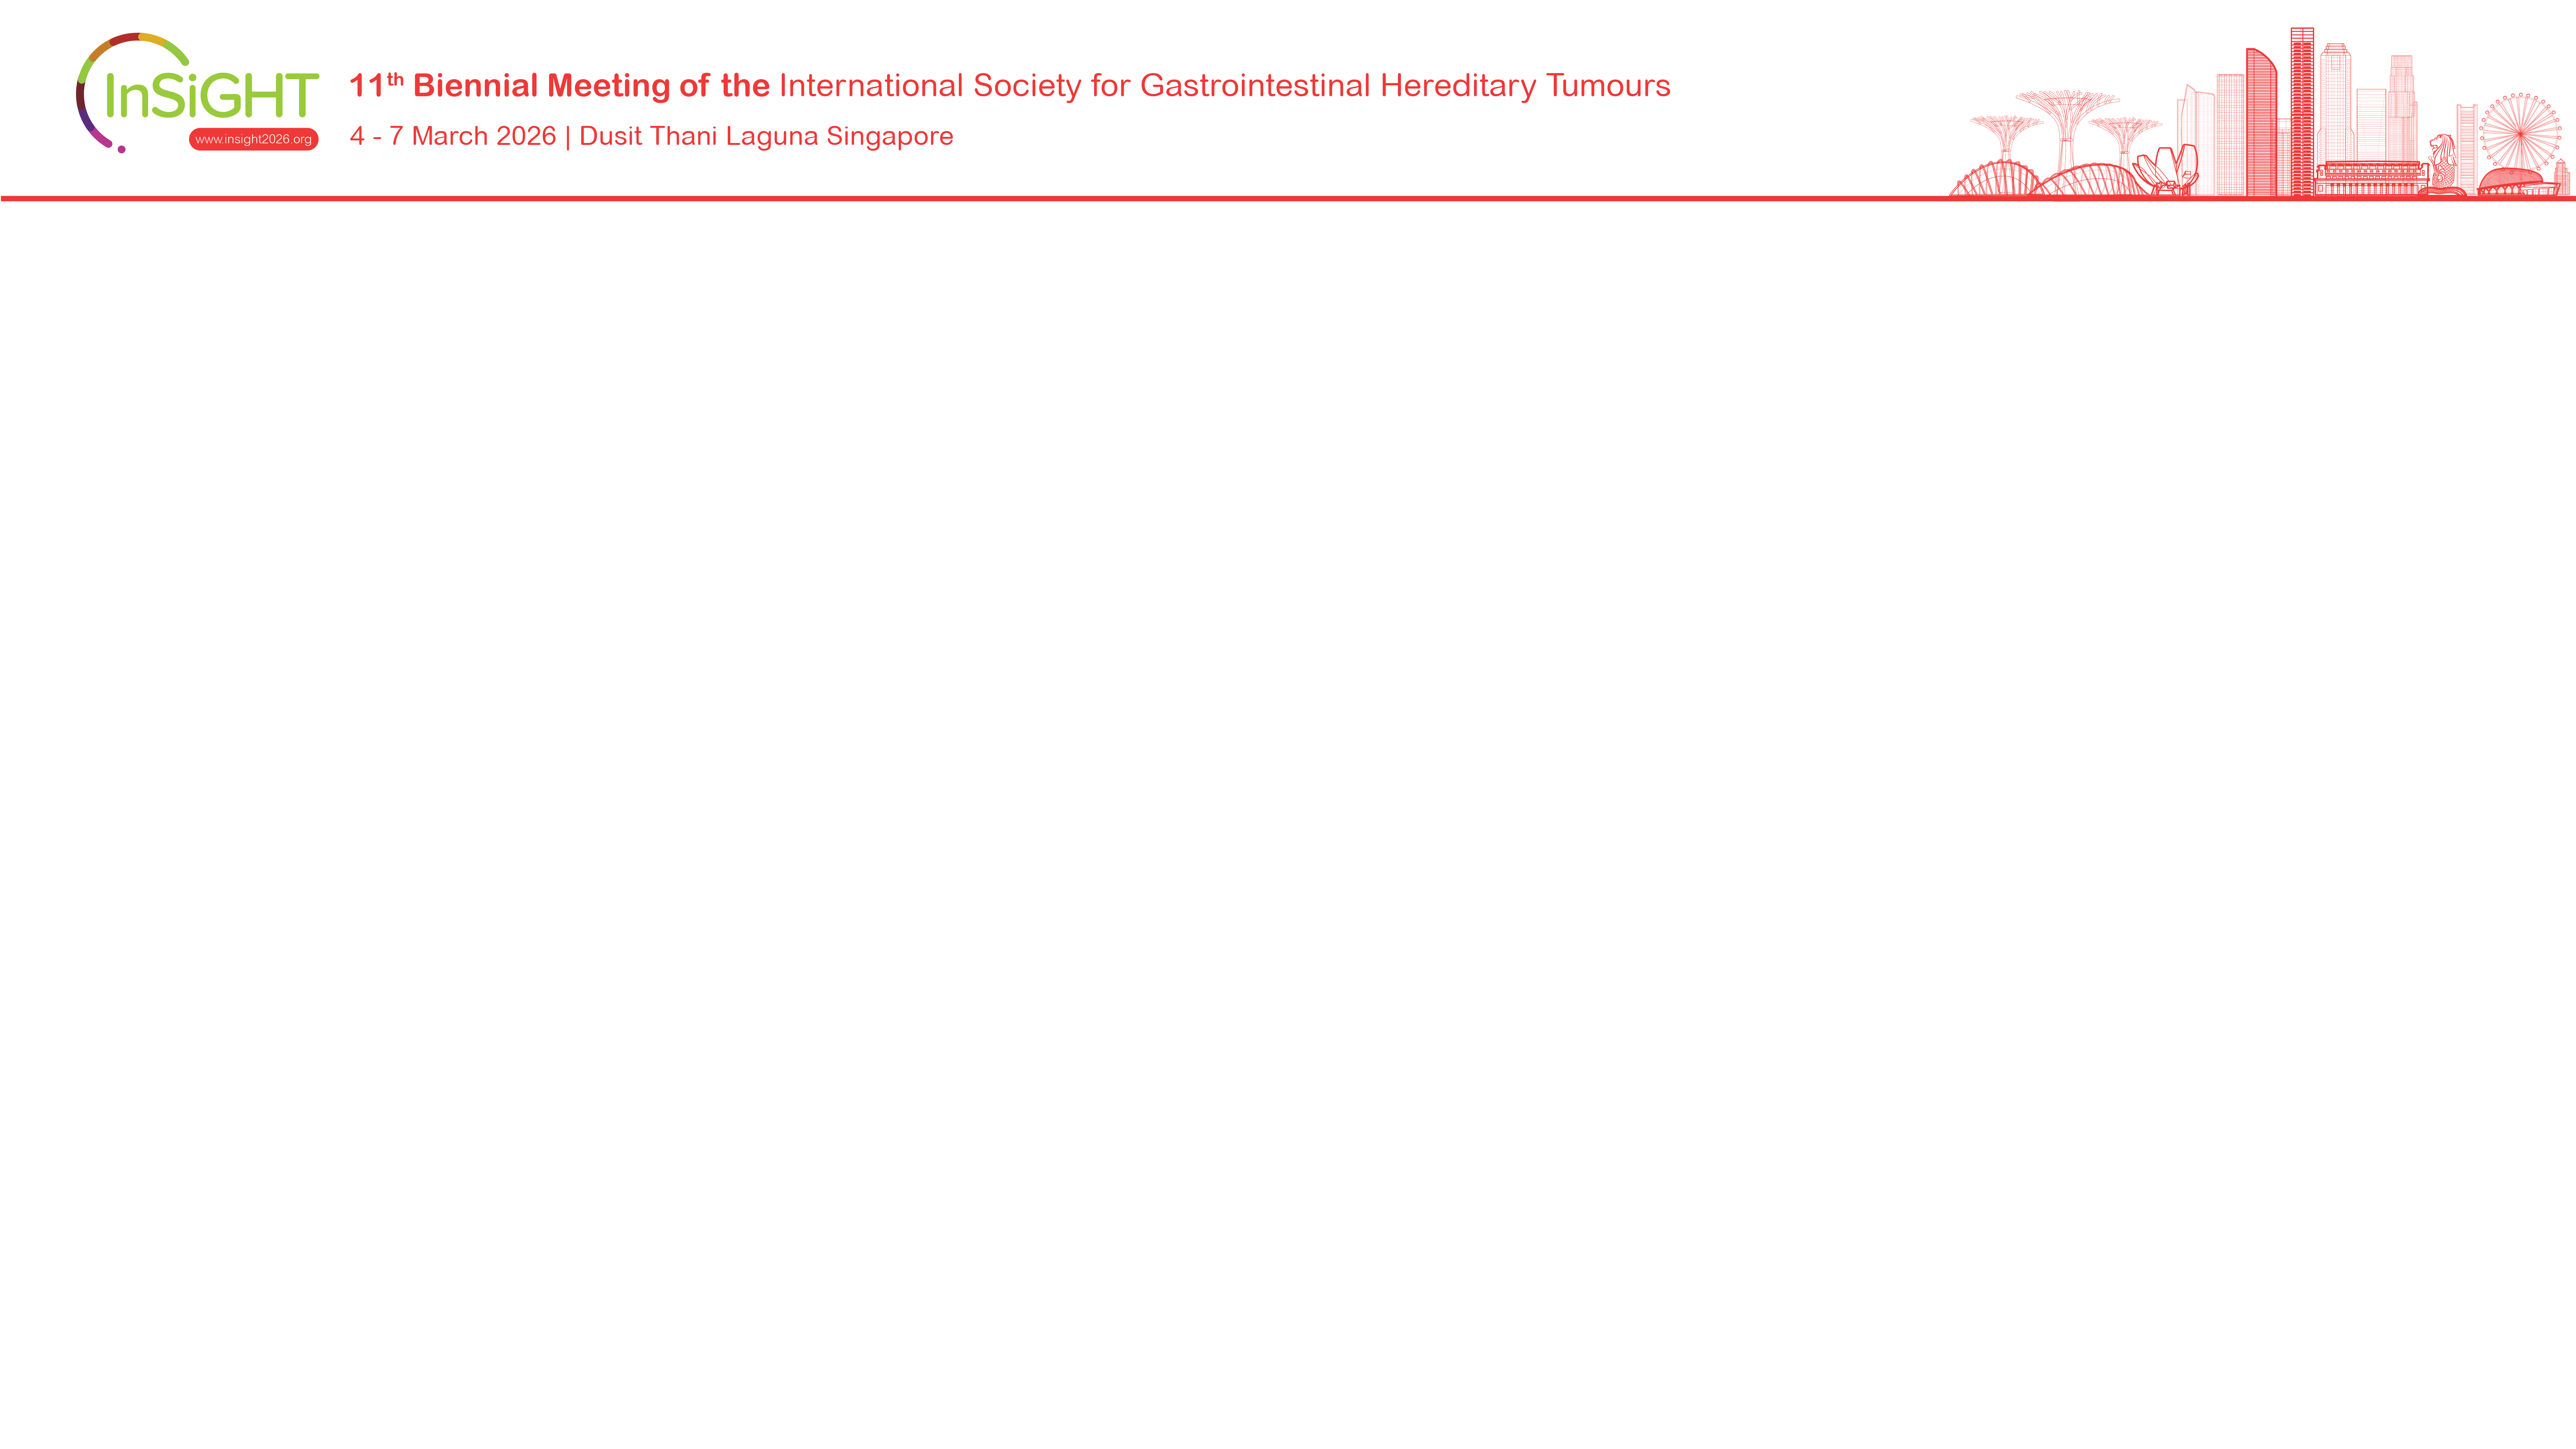 InSiGHT
www.insight2026.org
11th Biennial Meeting of the International Society for Gastrointestinal Hereditary Tumours
4 - 7 March 2026 | Dusit Thani Laguna Singapore